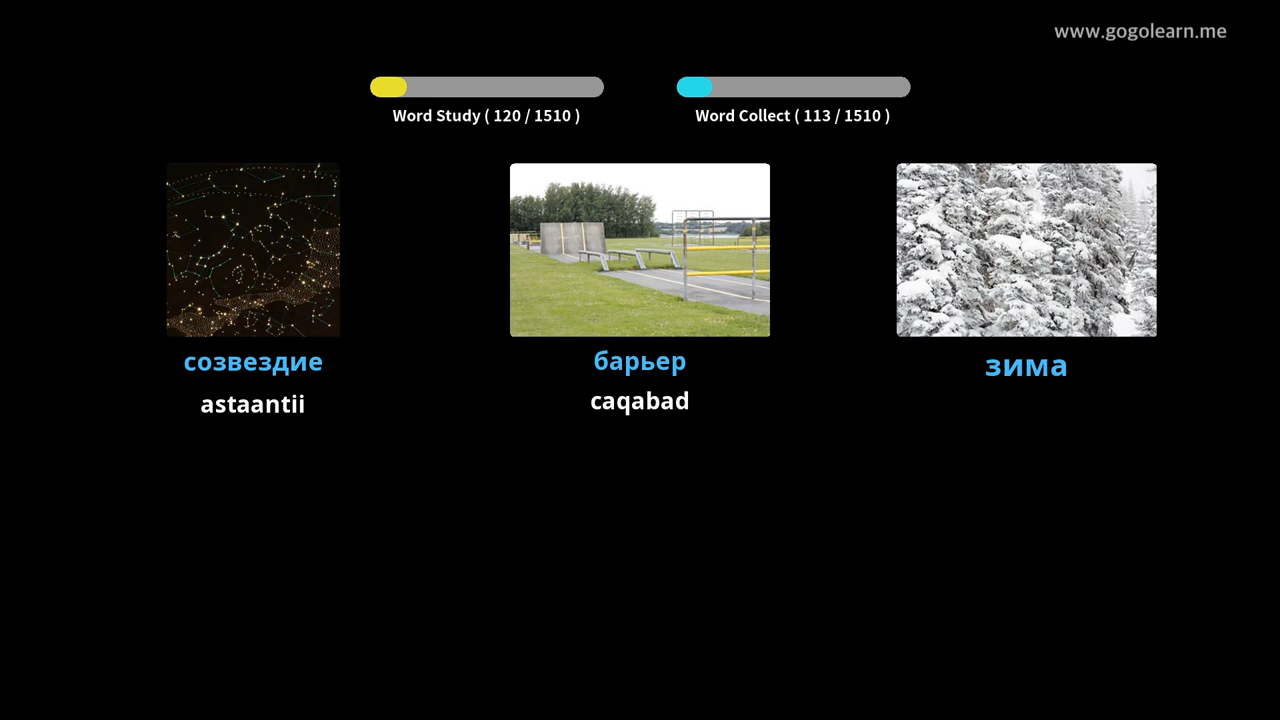 www.gogolearn.me
Word Study ( 120 / 1510 )
Word Collect ( 113 / 1510 )
созвездие
барьер
зима
astaantii
caqabad